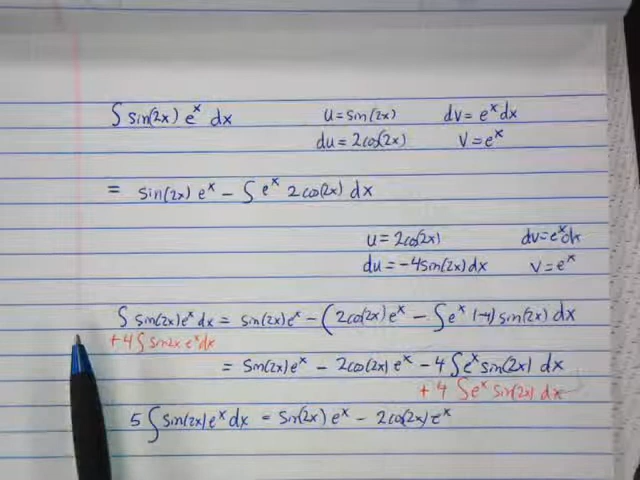 ∫ sin(2x) e^x dx u = sin(2x) dv = e^x dx
du = 2cos(2x) v = e^x
= sin(2x) e^x - ∫ e^x 2cos(2x) dx
u = 2cos(2x) dv = e^x dx
du = -4sin(2x) dx v = e^x
∫ sin(2x) e^x dx = sin(2x) e^x - (2cos(2x) e^x - ∫ e^x (-4) sin(2x) dx
+ 4 ∫ sin2x e^x dx
= sin(2x) e^x - 2cos(2x) e^x - 4 ∫ e^x sin(2x) dx
+ 4 ∫ e^x sin(2x) dx
5 ∫ sin(2x) e^x dx = sin(2x) e^x - 2cos(2x) e^x